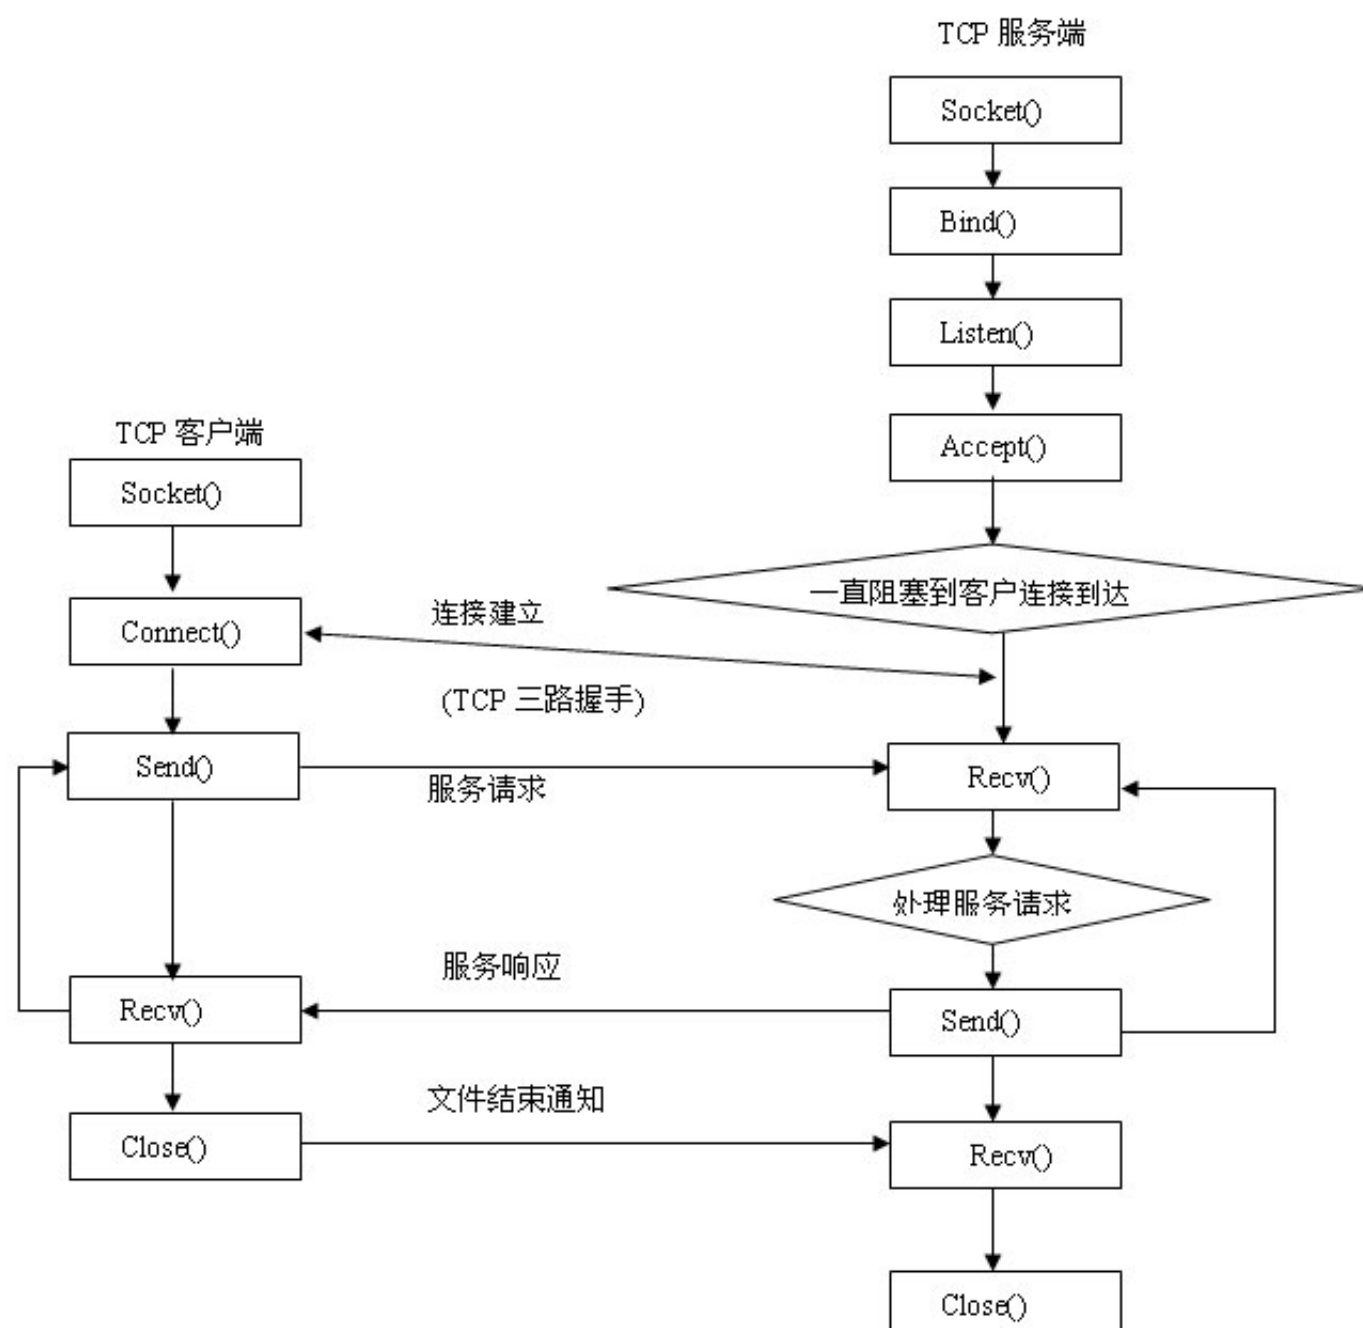 TCP 服务端
Socket()
Bind()
Listen()
Accept()
TCP 客户端
Socket()
一直阻塞到客户连接到达
连接建立
Connect()
(TCP 三路握手)
Send()
服务请求
Recv()
处理服务请求
服务响应
Recv()
Send()
文件结束通知
Close()
Recv()
Close()